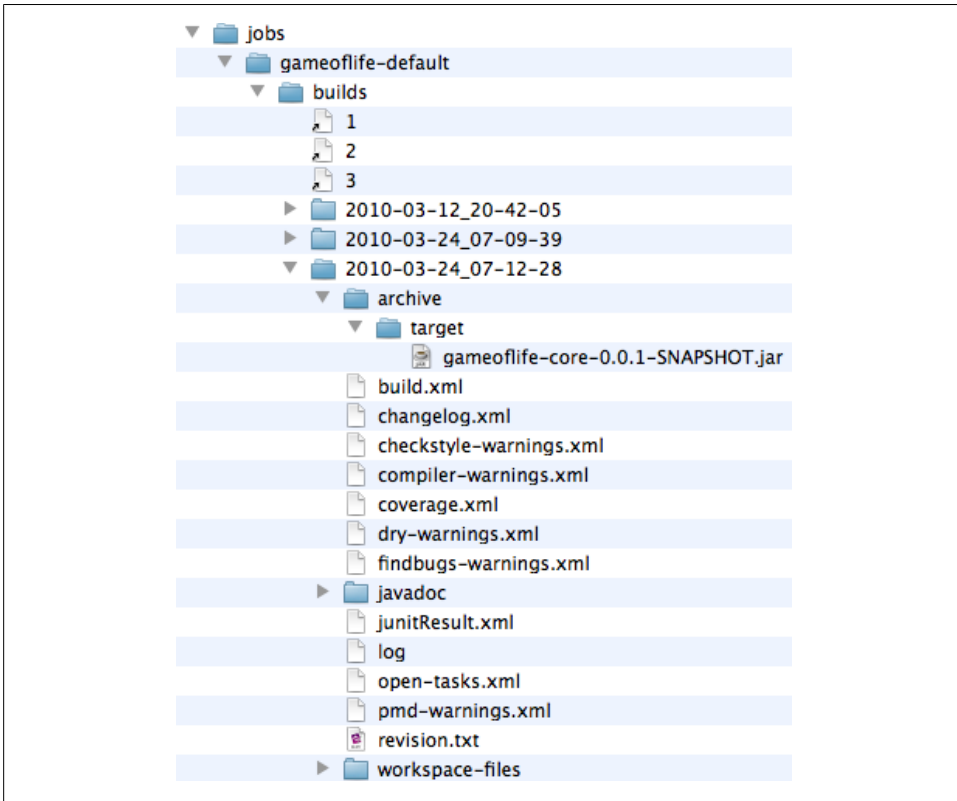 jobs
gameoflife-default
builds
1
2
3
2010-03-12_20-42-05
2010-03-24_07-09-39
2010-03-24_07-12-28
archive
target
gameoflife-core-0.0.1-SNAPSHOT.jar
build.xml
changelog.xml
checkstyle-warnings.xml
compiler-warnings.xml
coverage.xml
dry-warnings.xml
findbugs-warnings.xml
javadoc
junitResult.xml
log
open-tasks.xml
pmd-warnings.xml
revision.txt
workspace-files